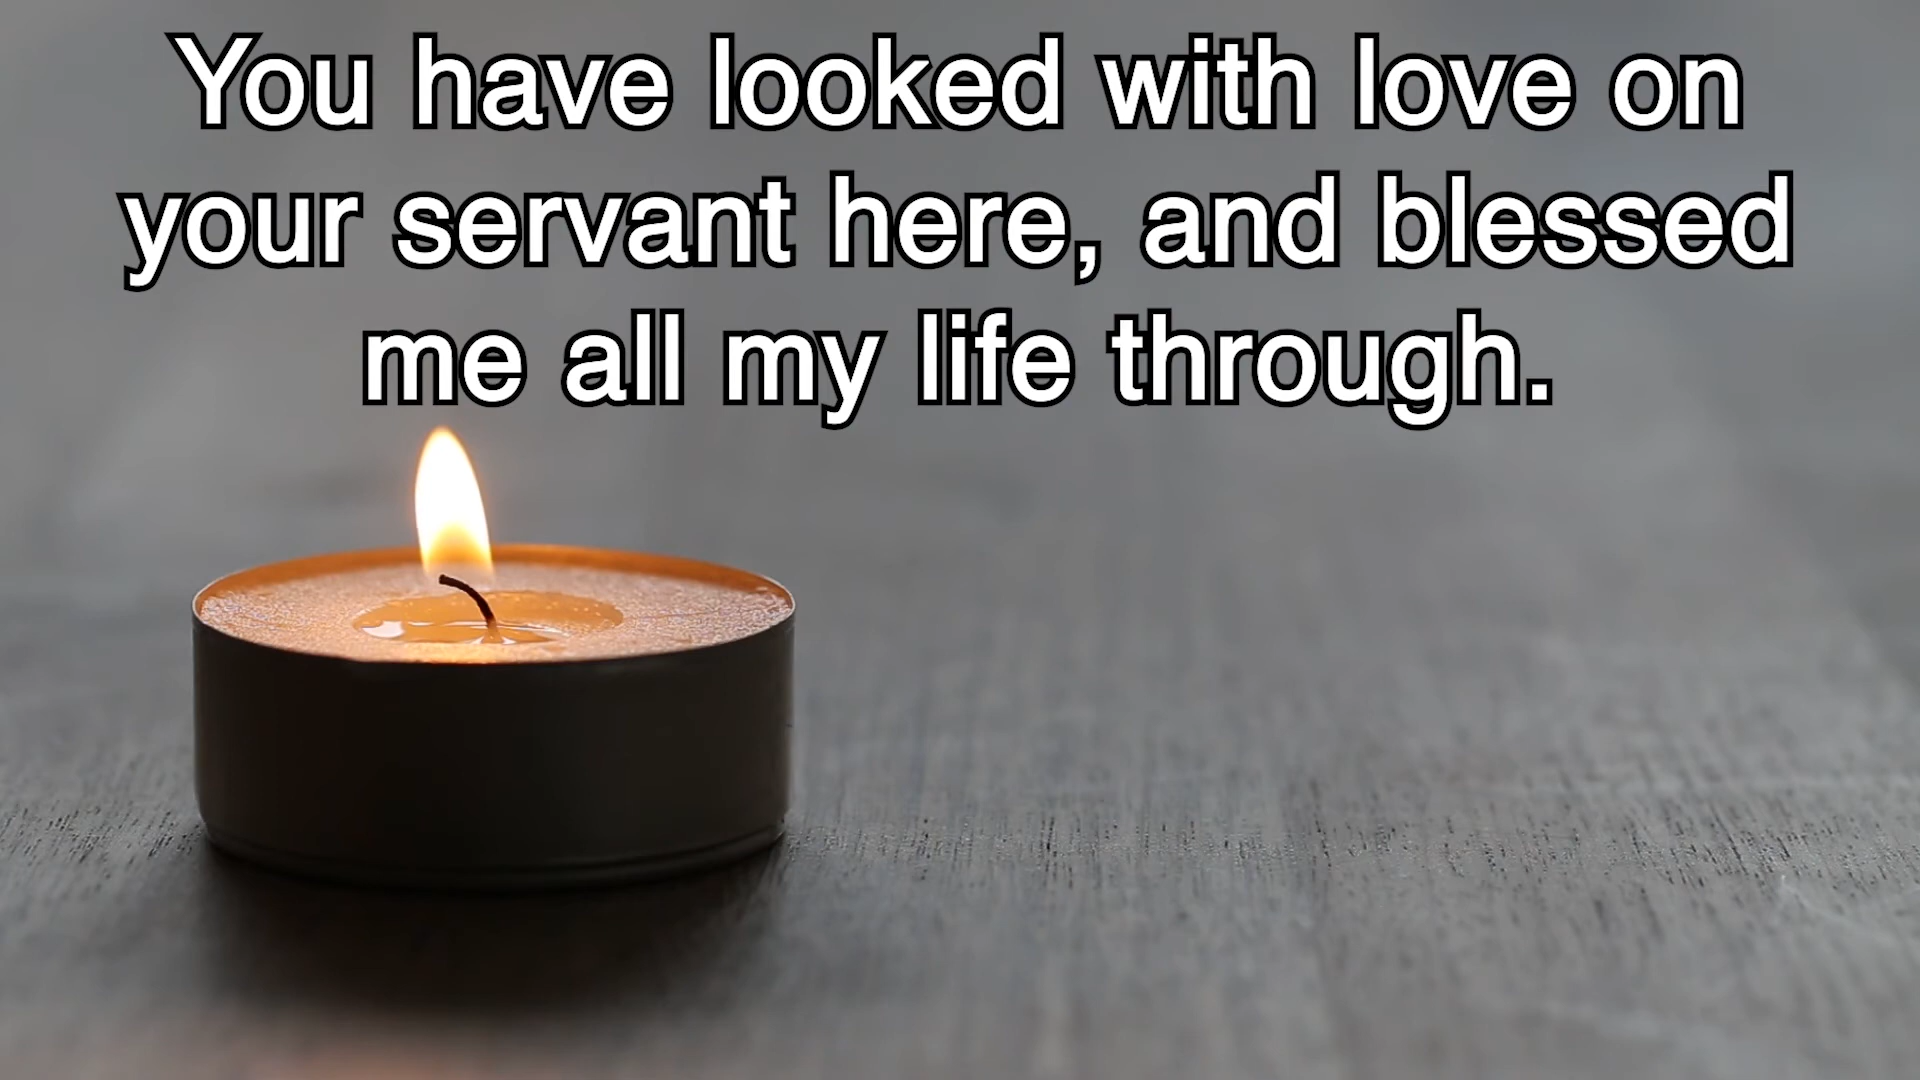 You have looked with love on
your servant here, and blessed
me all my life through.